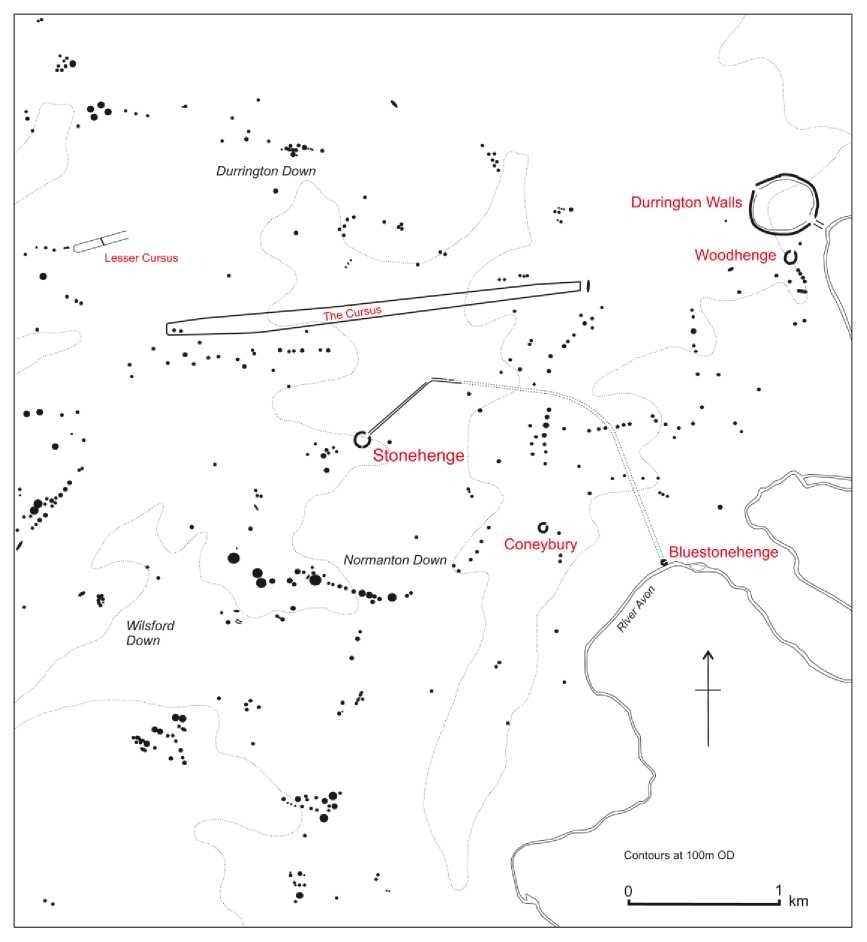 Durrington Down
Durrington Walls
Woodhenge
Lesser Cursus
The Cursus
Stonehenge
Coneybury
Normanton Down
Bluestonehenge
River Avon
Wilsford
Down
Contours at 100m OD
0 1
km